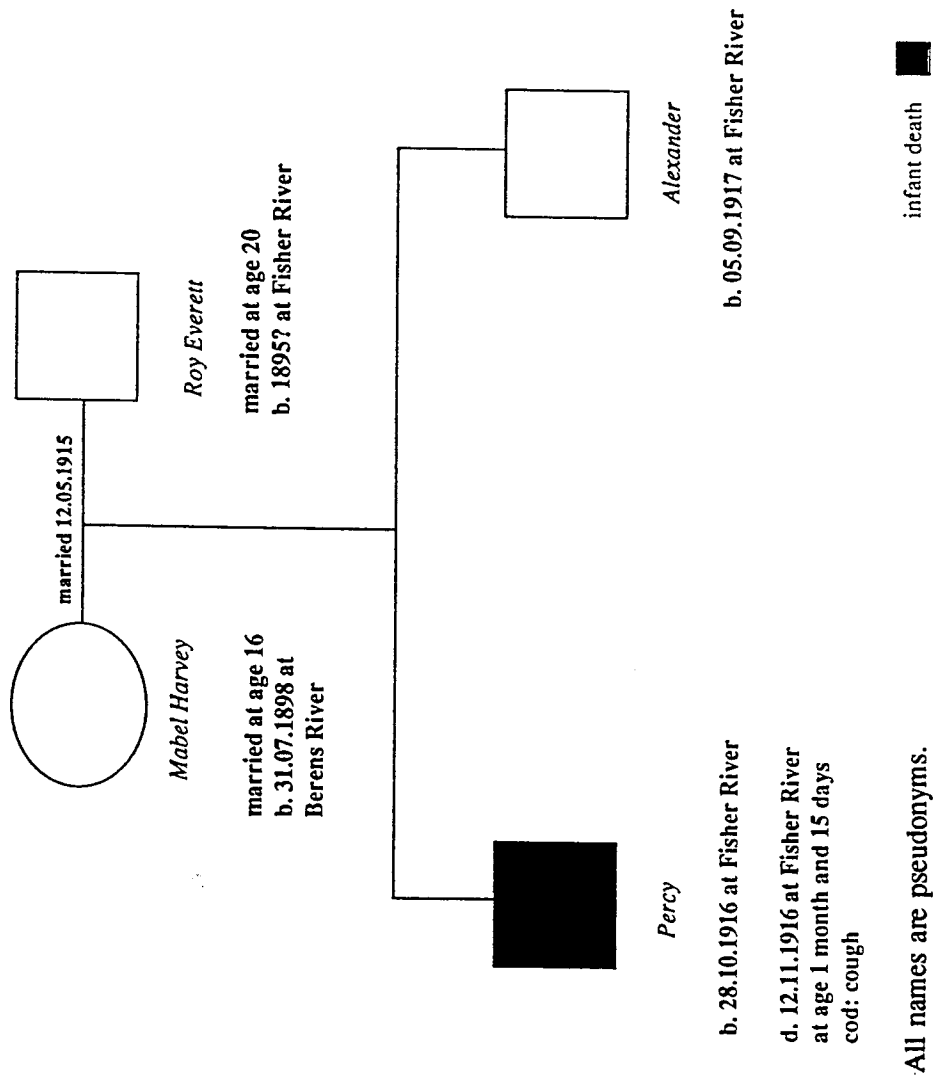 married 12.05.1915
Mabel Harvey
married at age 16
b. 31.07.1898 at
Berens River
Roy Everett
married at age 20
b. 1895? at Fisher River
Percy
b. 28.10.1916 at Fisher River
d. 12.11.1916 at Fisher River
at age 1 month and 15 days
cod: cough
Alexander
b. 05.09.1917 at Fisher River
All names are pseudonyms.
infant death